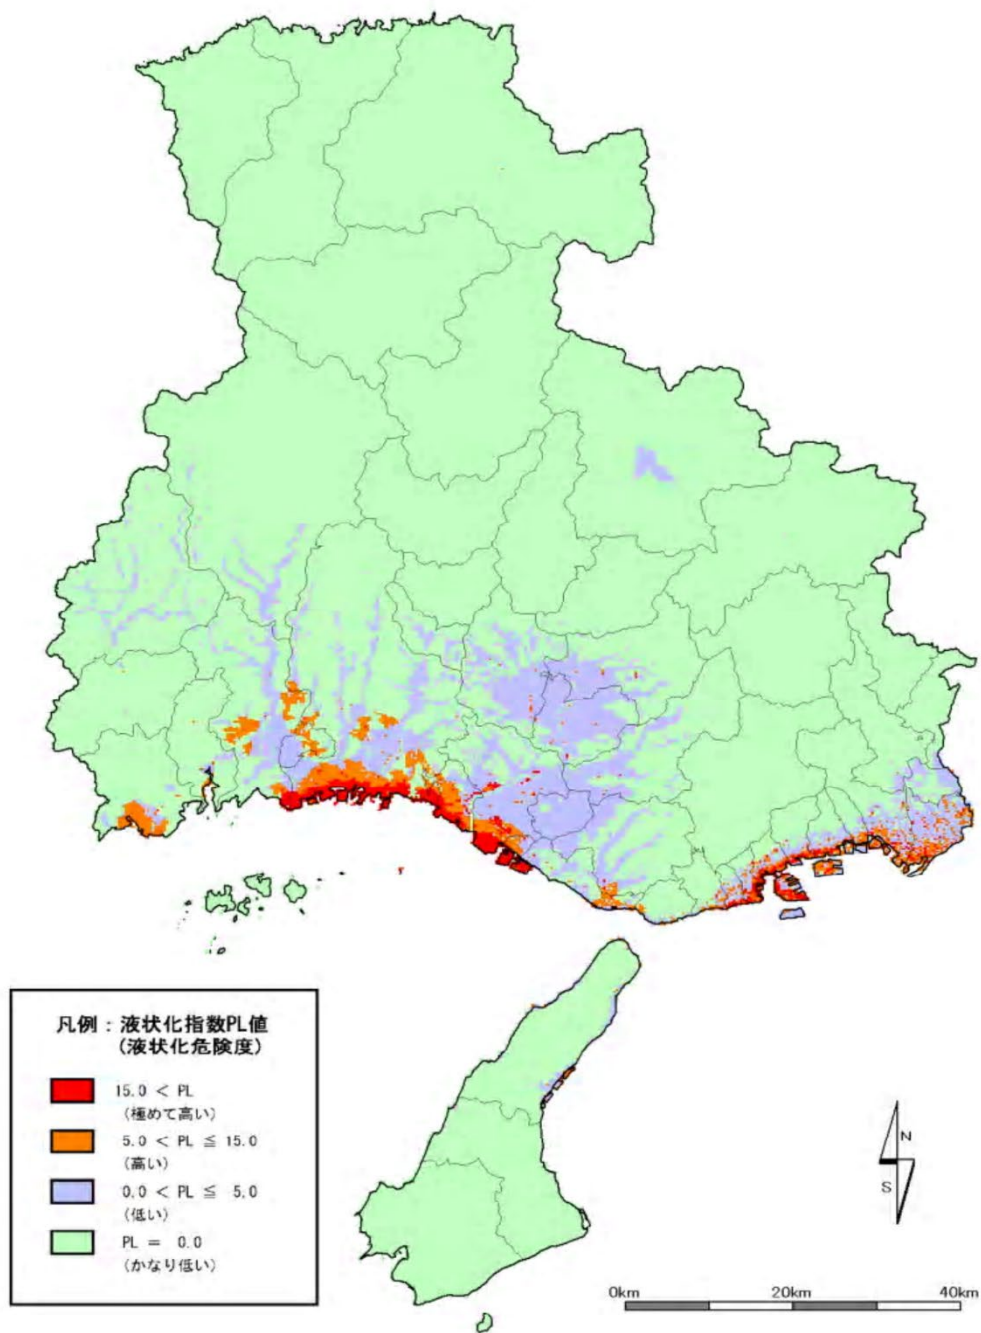 凡例：液状化指数PL値
(液状化危険度)
15.0 < PL
(極めて高い)
5.0 < PL ≦ 15.0
(高い)
0.0 < PL ≦ 5.0
(低い)
PL = 0.0
(かなり低い)
N
S
0km 20km 40km